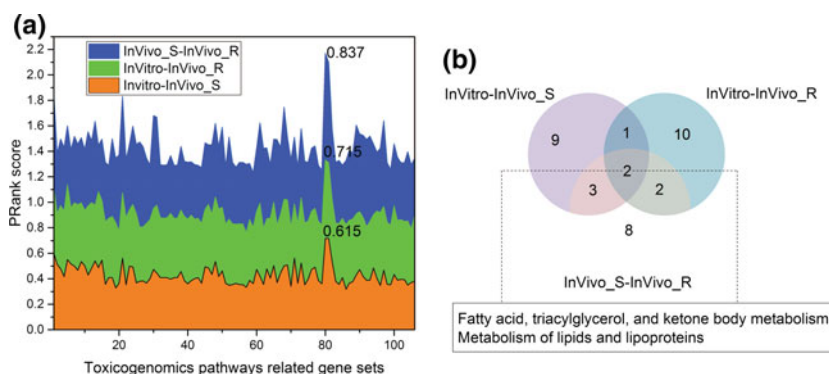 (a)
InVivo_S-InVivo_R
InVitro-InVivo_R
Invitro-InVivo_S
0.837
0.715
0.615
PRank score
2.2
2.0
1.8
1.6
1.4
1.2
1.0
0.8
0.6
0.4
0.2
0.0
20
40
60
80
100
Toxicogenomics pathways related gene sets
(b)
InVitro-InVivo_S
InVitro-InVivo_R
9
1
10
2
3
2
8
InVivo_S-InVivo_R
Fatty acid, triacylglycerol, and ketone body metabolism
Metabolism of lipids and lipoproteins